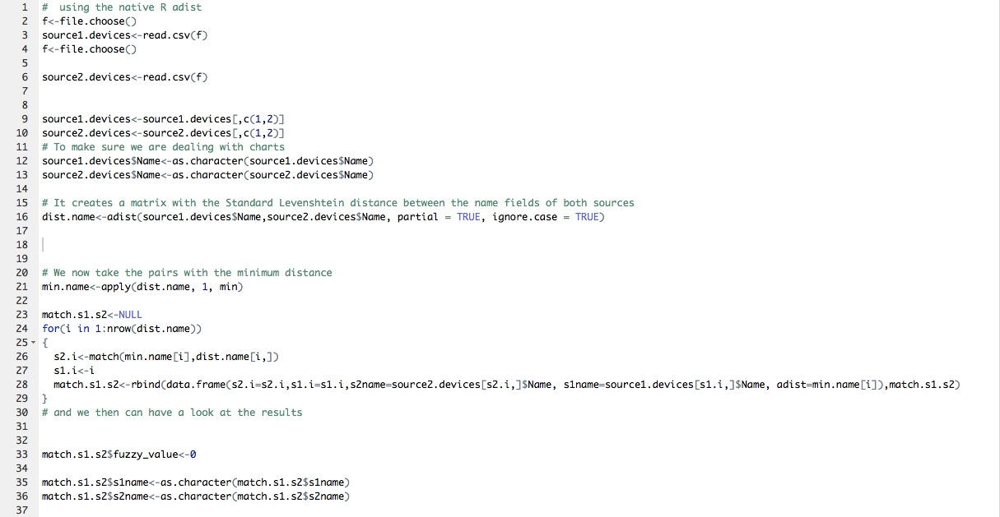 1 #  using the native R adist
2 f<-file.choose()
3 source1.devices<-read.csv(f)
4 f<-file.choose()
5
6 source2.devices<-read.csv(f)
7
8
9 source1.devices<-source1.devices[,c(1,2)]
10 source2.devices<-source2.devices[,c(1,2)]
11 # To make sure we are dealing with charts
12 source1.devices$Name<-as.character(source1.devices$Name)
13 source2.devices$Name<-as.character(source2.devices$Name)
14
15 # It creates a matrix with the Standard Levenshtein distance between the name fields of both sources
16 dist.name<-adist(source1.devices$Name,source2.devices$Name, partial = TRUE, ignore.case = TRUE)
17
18
19
20 # We now take the pairs with the minimum distance
21 min.name<-apply(dist.name, 1, min)
22
23 match.s1.s2<-NULL
24 for(i in 1:nrow(dist.name))
25 {
26   s2.i<-match(min.name[i],dist.name[i,])
27   s1.i<-i
28   match.s1.s2<-rbind(data.frame(s2.i=s2.i,s1.i=s1.i,s2name=source2.devices[s2.i,]$Name, s1name=source1.devices[s1.i,]$Name, adist=min.name[i]),match.s1.s2)
29 }
30 # and we then can have a look at the results
31
32
33 match.s1.s2$fuzzy_value<-0
34
35 match.s1.s2$s1name<-as.character(match.s1.s2$s1name)
36 match.s1.s2$s2name<-as.character(match.s1.s2$s2name)
37